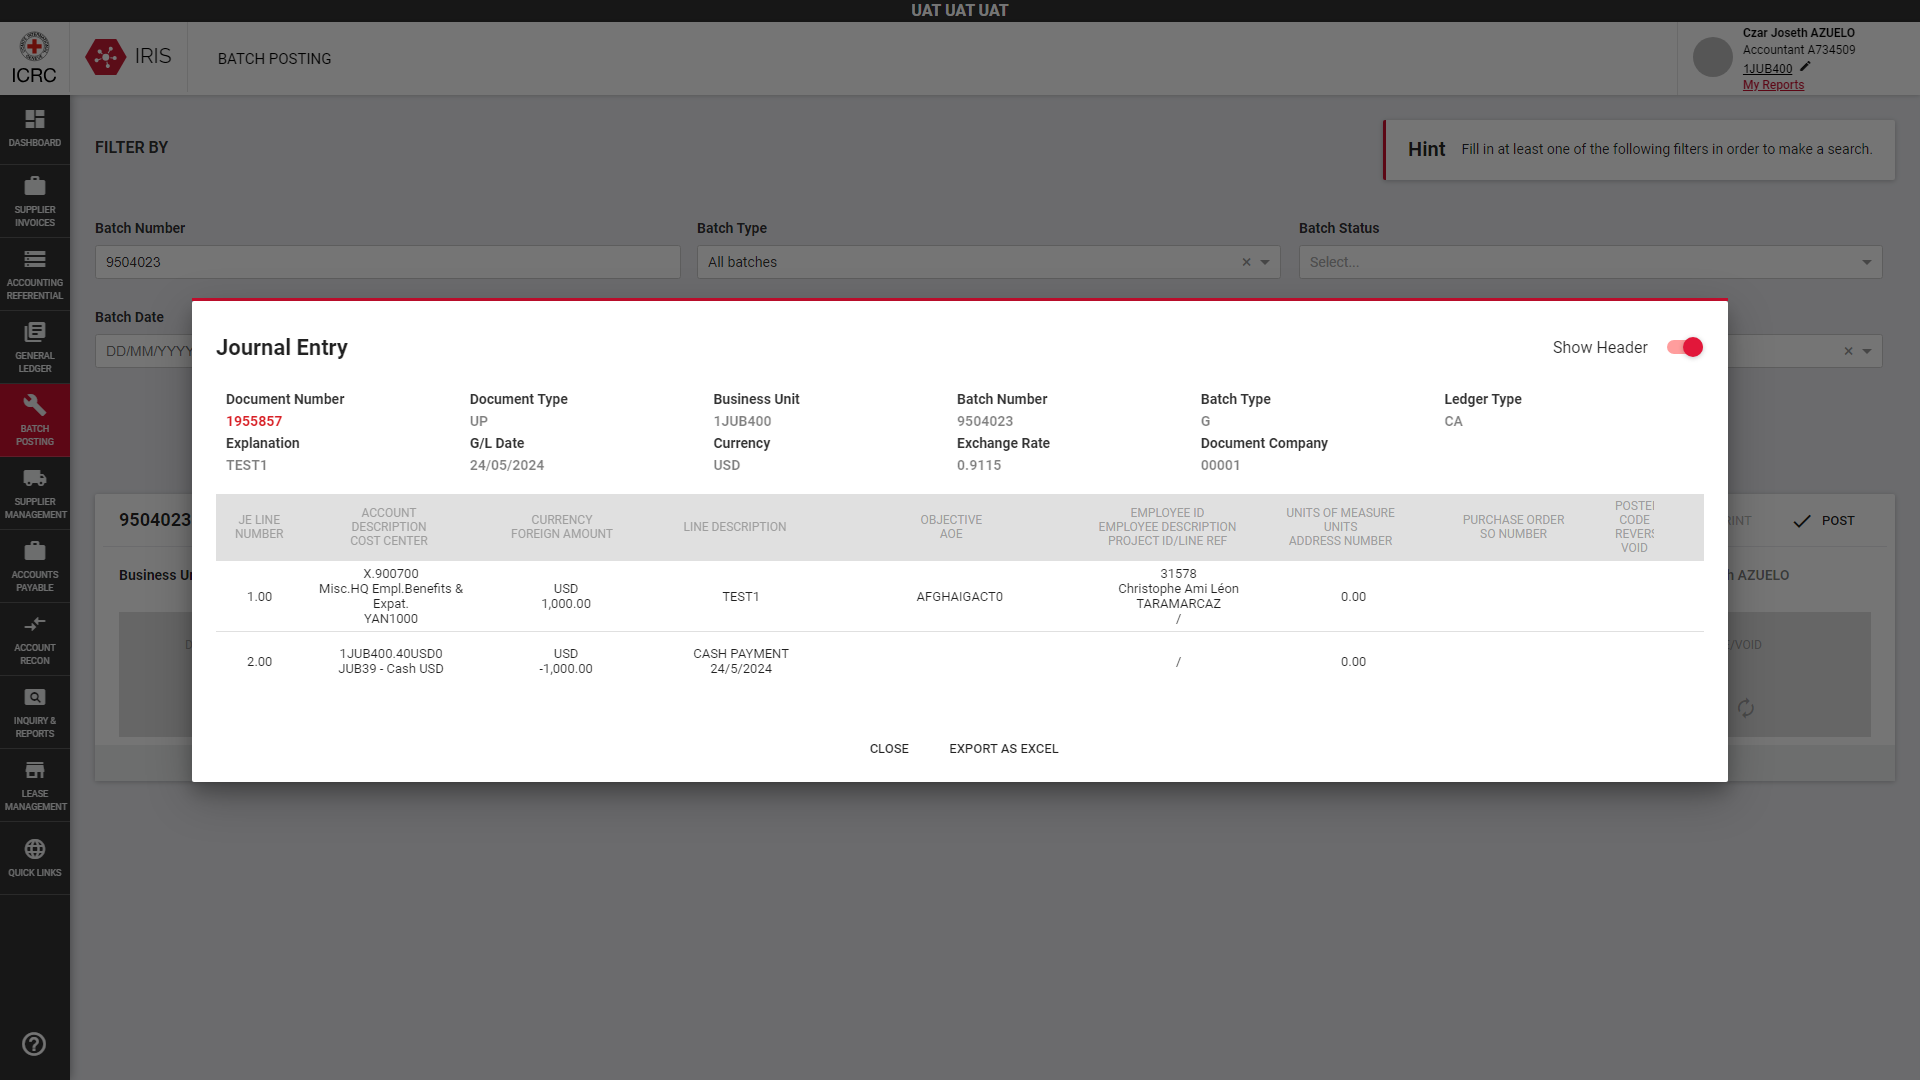 UAT UAT UAT
ICRC
IRIS
BATCH POSTING
Czar Joseth AZUELO
Accountant A734509
1JUB400
My Reports
DASHBOARD
SUPPLIER
INVOICES
ACCOUNTING
REFERENTIAL
GENERAL
LEDGER
BATCH
POSTING
SUPPLIER
MANAGEMENT
ACCOUNTS
PAYABLE
ACCOUNT
RECON
INQUIRY &
REPORTS
LEASE
MANAGEMENT
QUICK LINKS
FILTER BY
Hint Fill in at least one of the following filters in order to make a search.
Batch Number Batch Type Batch Status
9504023 All batches Select...
Batch Date
DD/MM/YYYY
9504023
POST
Business
AZUELO
/VOID
Journal Entry
Show Header
Document Number Document Type Business Unit Batch Number Batch Type Ledger Type
1955857 UP 1JUB400 9504023 G CA
Explanation G/L Date Currency Exchange Rate Document Company
TEST1 24/05/2024 USD 0.9115 00001
JE LINE
NUMBER
ACCOUNT
DESCRIPTION
COST CENTER
CURRENCY
FOREIGN AMOUNT
LINE DESCRIPTION
OBJECTIVE
AOE
EMPLOYEE ID
EMPLOYEE DESCRIPTION
PROJECT ID/LINE REF
UNITS OF MEASURE
UNITS
ADDRESS NUMBER
PURCHASE ORDER
SO NUMBER
CODE
VOID
1.00
X.900700
Misc.HQ Empl.Benefits &
Expat.
YAN1000
USD
1,000.00
TEST1
AFGHAIGACT0
31578
Christophe Ami Léon
TARAMARCAZ
/
0.00
2.00
1JUB400.40USD0
JUB39 - Cash USD
USD
-1,000.00
CASH PAYMENT
24/5/2024
/
0.00
CLOSE EXPORT AS EXCEL